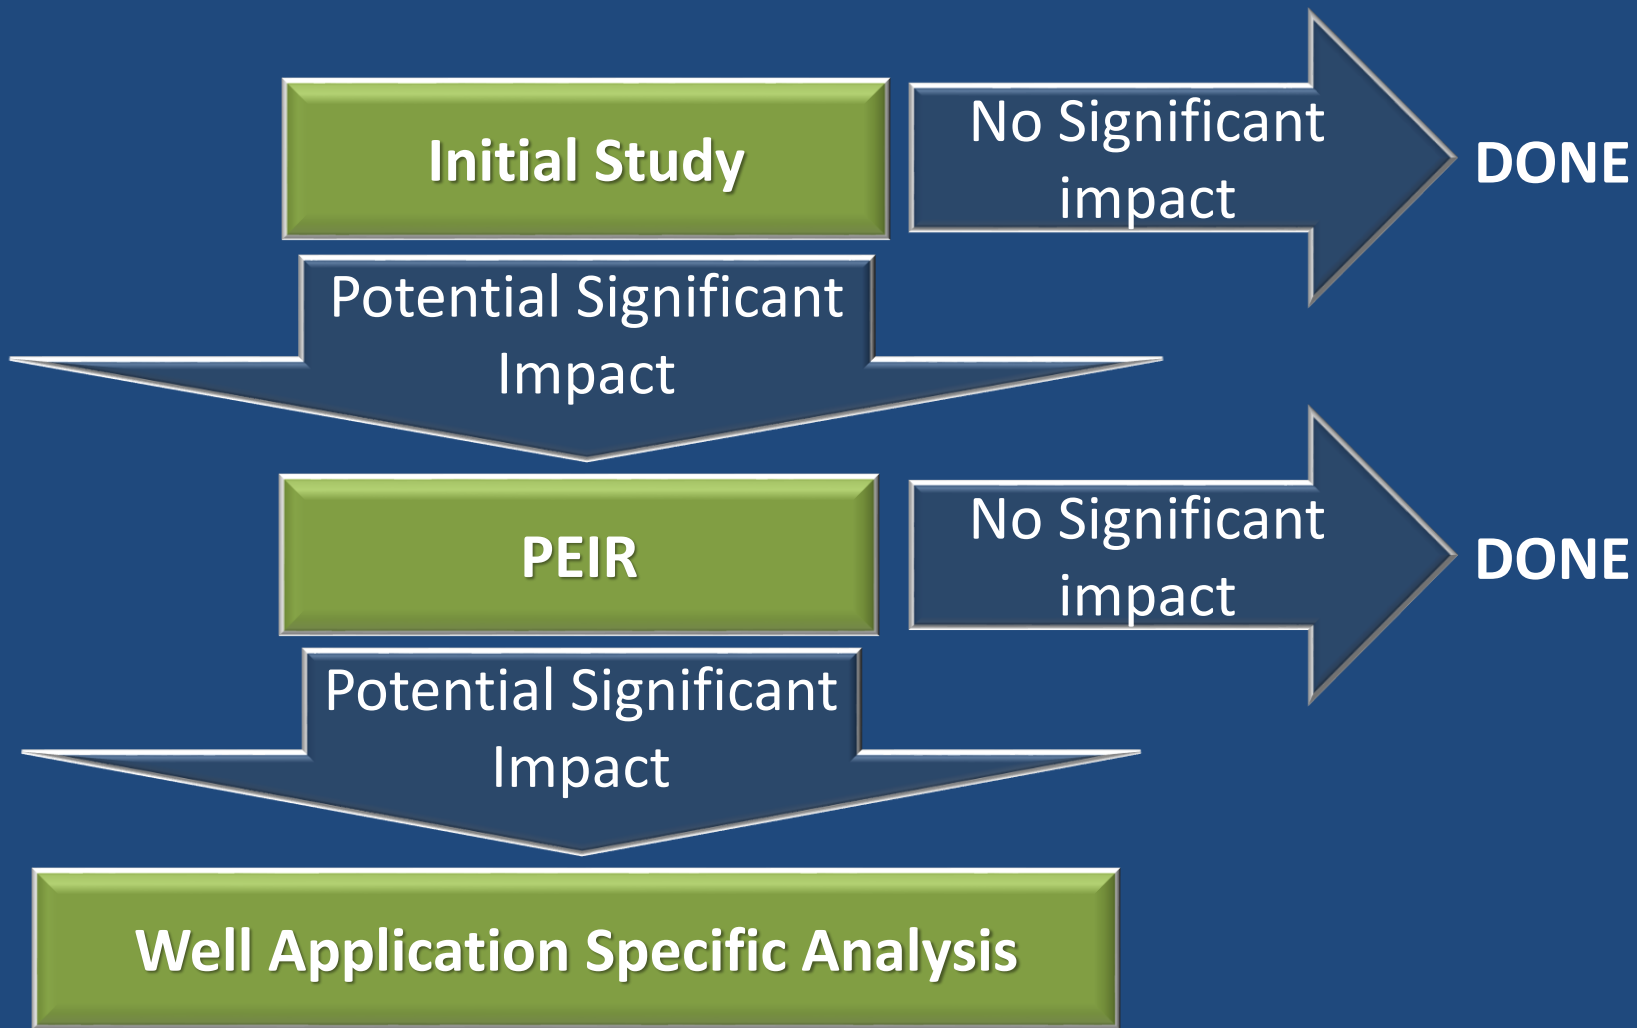 Initial Study
No Significant
impact
DONE
Potential Significant
Impact
PEIR
No Significant
impact
DONE
Potential Significant
Impact
Well Application Specific Analysis